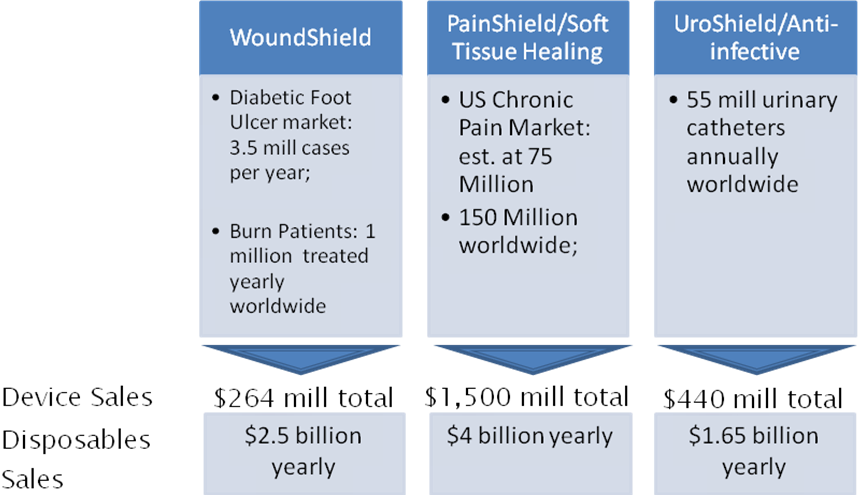 WoundShield
• Diabetic Foot
Ulcer market:
3.5 mill cases
per year;
• Burn Patients: 1
million treated
yearly
worldwide
PainShield/Soft
Tissue Healing
• US Chronic
Pain Market:
est. at 75
Million
• 150 Million
worldwide;
UroShield/Anti-
infective
• 55 mill urinary
catheters
annually
worldwide
Device Sales
$264 mill total
$1,500 mill total
$440 mill total
Disposables
Sales
$2.5 billion
yearly
$4 billion yearly
$1.65 billion
yearly